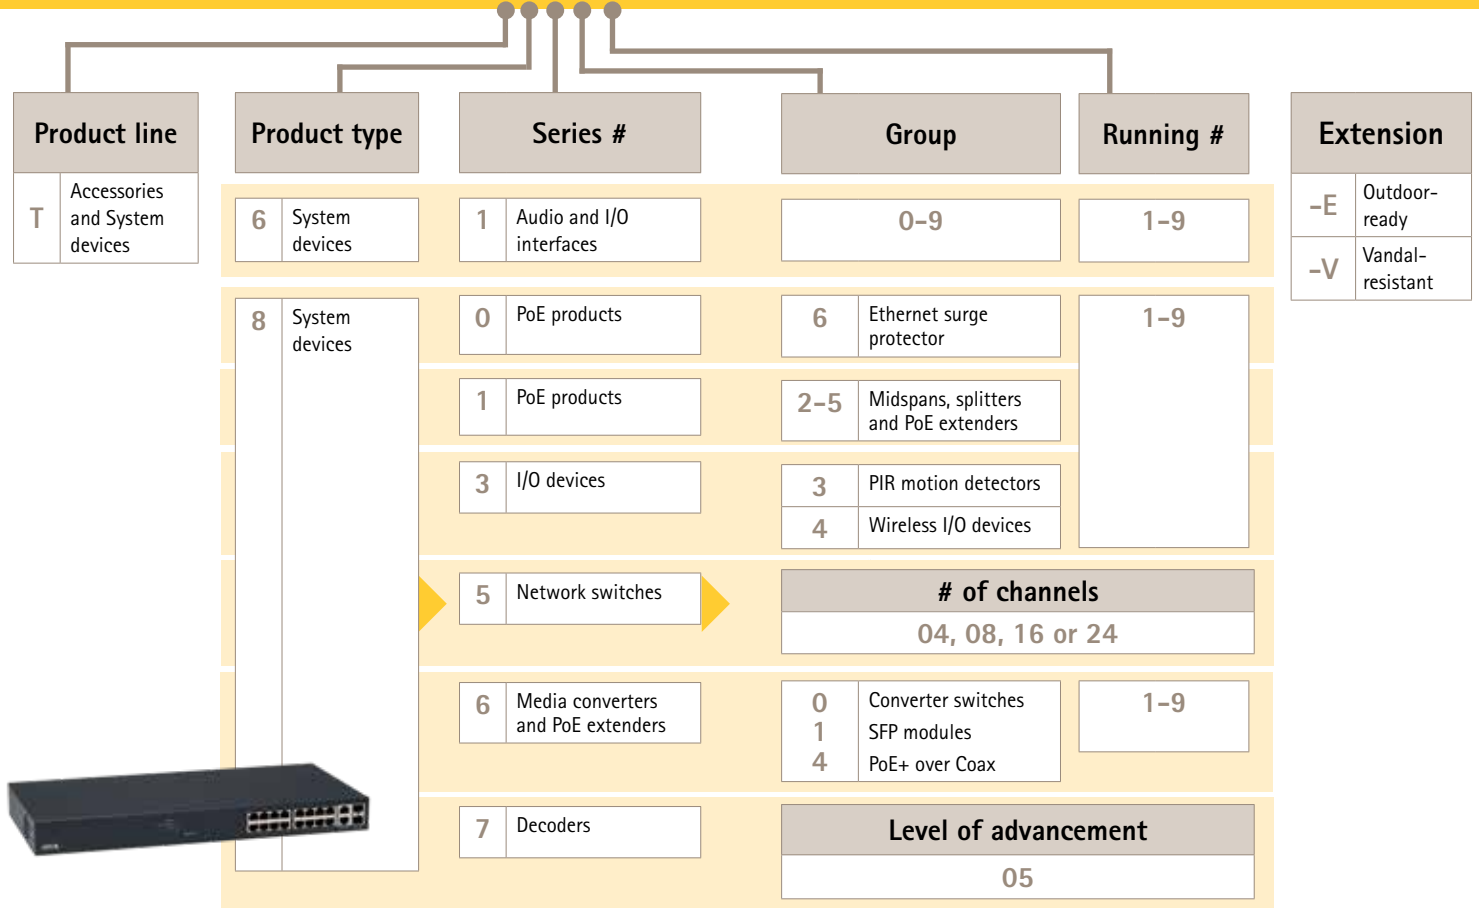 Product line
Product type
Series #
Group
Running #
Extension
T
Accessories
and System
devices
6
System
devices
1
Audio and I/O
interfaces
0-9
1-9
-E
Outdoor-
ready
-V
Vandal-
resistant
8
System
devices
0
PoE products
6
Ethernet surge
protector
1-9
1
PoE products
2-5
Midspans, splitters
and PoE extenders
3
I/O devices
3
PIR motion detectors
4
Wireless I/O devices
5
Network switches
# of channels
04, 08, 16 or 24
6
Media converters
and PoE extenders
0
Converter switches
1
SFP modules
4
PoE+ over Coax
1-9
7
Decoders
Level of advancement
05